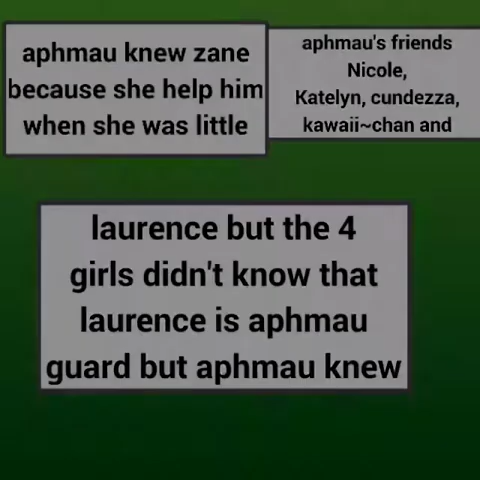 aphmau knew zane
because she help him
when she was little
aphmau's friends
Nicole,
Katelyn, cundezza,
kawaii~chan and
laurence but the 4
girls didn't know that
laurence is aphmau
guard but aphmau knew